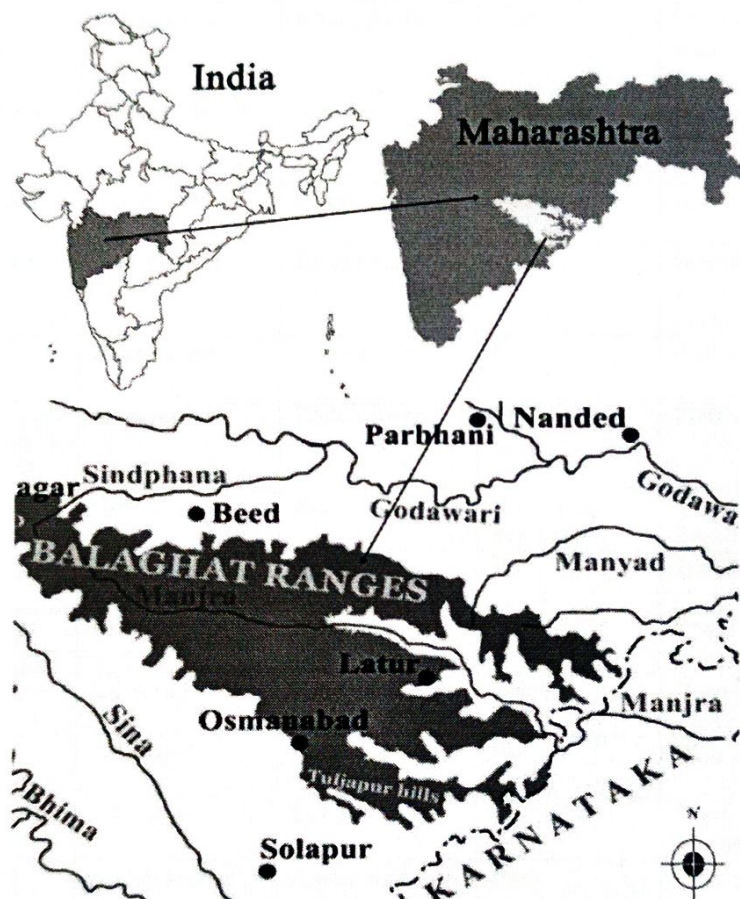 India
Maharashtra
Parbhani
Nanded
Sindphana
agar
Godawari
Godawa
Beed
BALAGHAT RANGES
Manyad
Manjra
Latur
Manjra
Osmanabad
Sina
Tuljapur hills
Bhima
Solapur
KARNATAKA
N